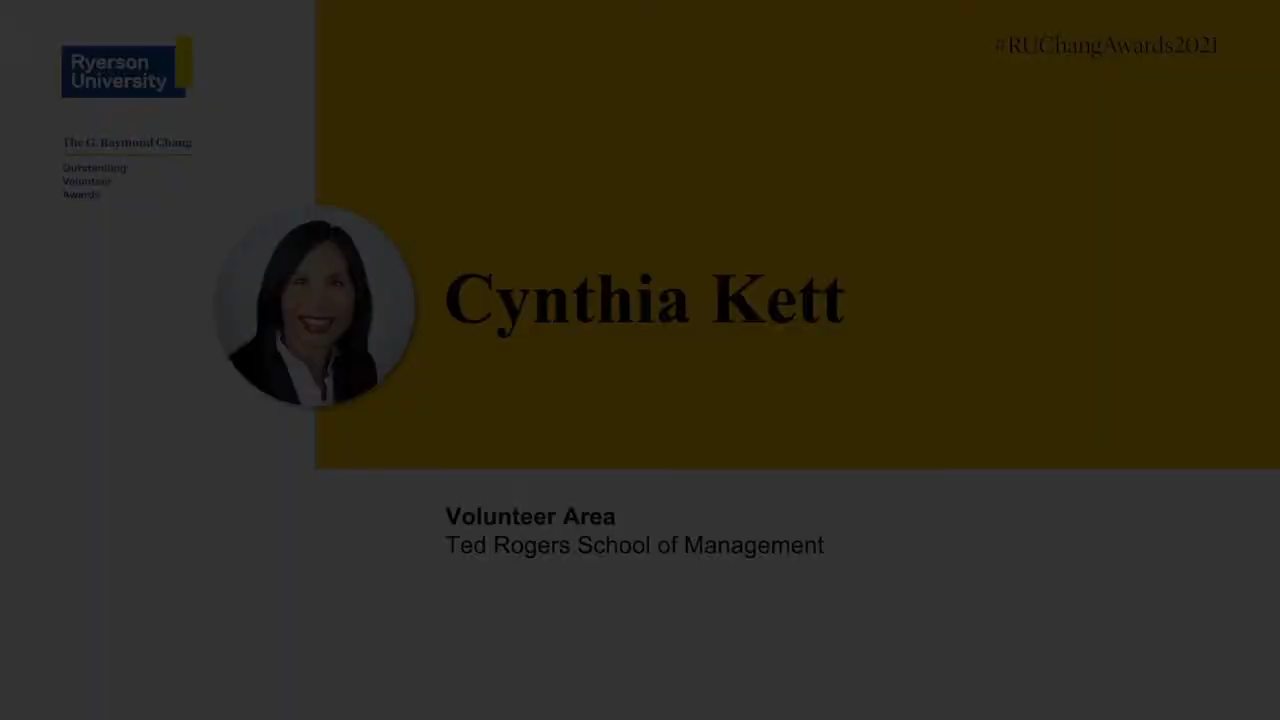 Ryerson
University
#RUChangAwards2021
The G. Raymond Chang
Outstanding
Volunteer
Awards
Cynthia Kett
Volunteer Area
Ted Rogers School of Management